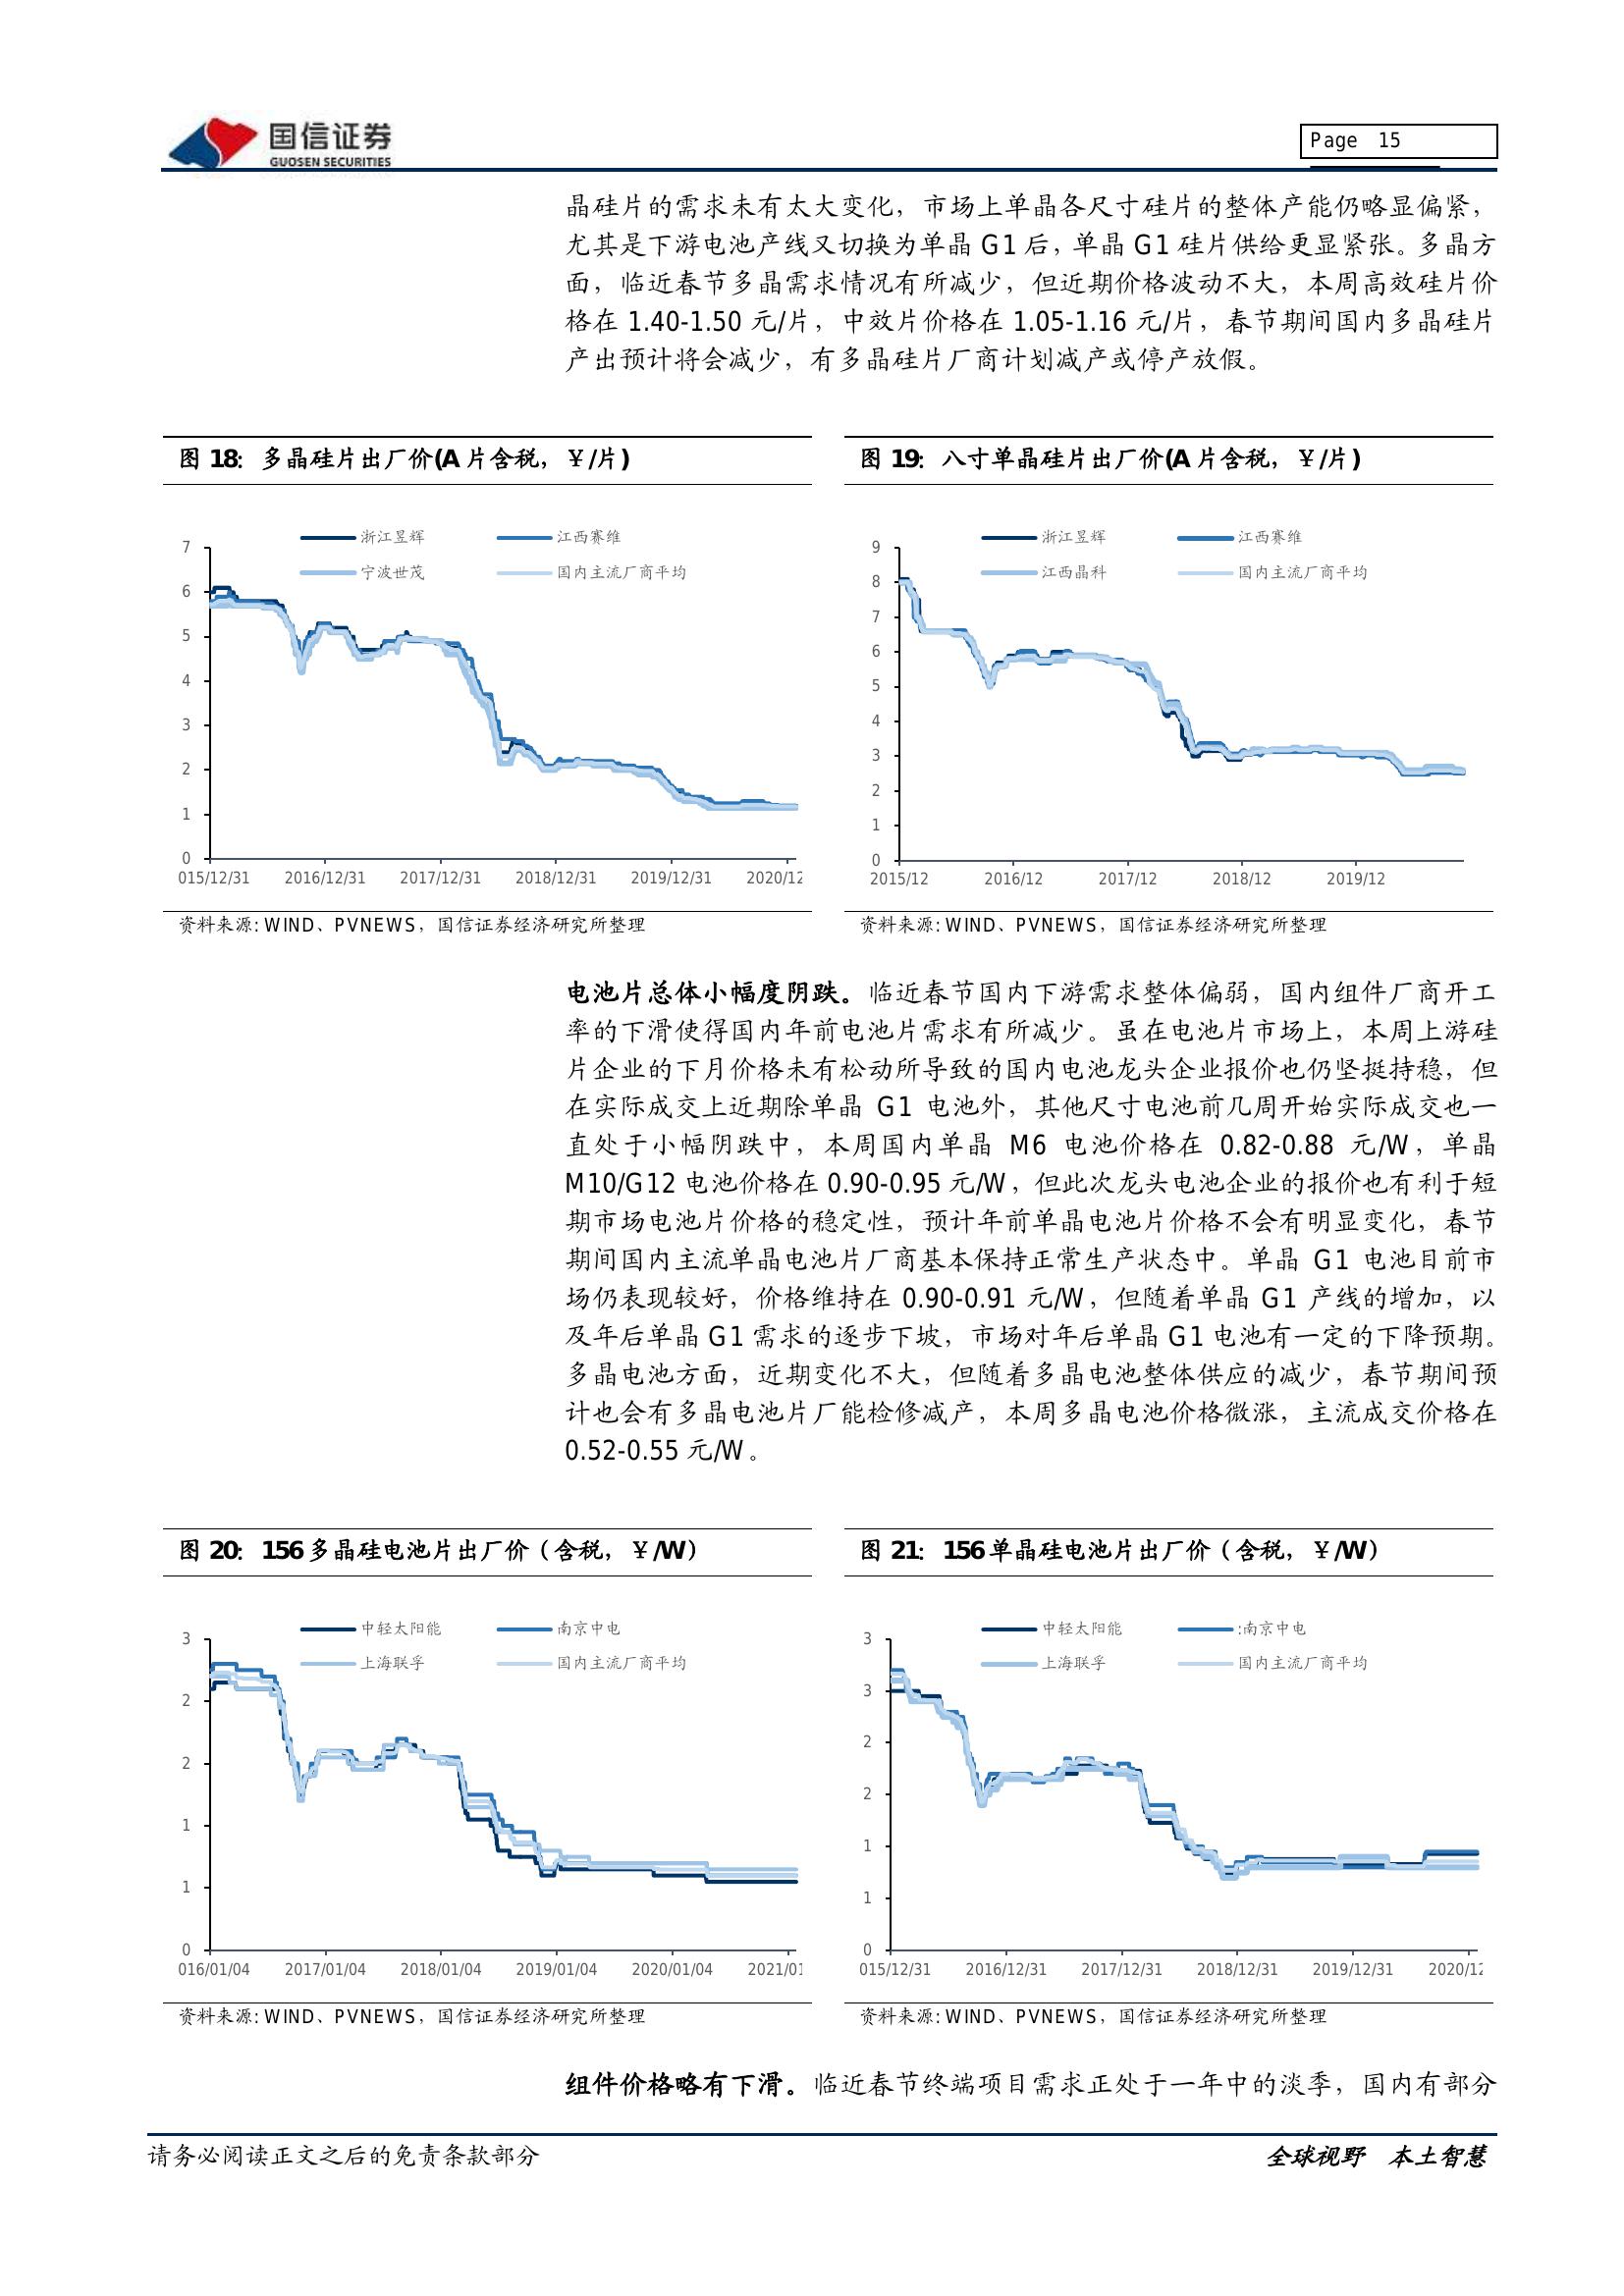 国信证券
GUOSEN SECURITIES
Page 15
晶硅片的需求未有太大变化，市场上单晶各尺寸硅片的整体产能仍略显偏紧，
尤其是下游电池产线又切换为单晶 G1 后，单晶 G1 硅片供给更显紧张。多晶方
面，临近春节多晶需求情况有所减少，但近期价格波动不大，本周高效硅片价
格在 1.40-1.50 元/片，中效片价格在 1.05-1.16 元/片，春节期间国内多晶硅片
产出预计将会减少，有多晶硅片厂商计划减产或停产放假。
图 18：多晶硅片出厂价(A 片含税，￥/片)
浙江昱辉
江西赛维
宁波世茂
国内主流厂商平均
7
6
5
4
3
2
1
0
015/12/31 2016/12/31 2017/12/31 2018/12/31 2019/12/31 2020/12
资料来源: WIND、PVNEWS，国信证券经济研究所整理
图 19：八寸单晶硅片出厂价(A 片含税，￥/片)
浙江昱辉
江西赛维
江西晶科
国内主流厂商平均
9
8
7
6
5
4
3
2
1
0
2015/12 2016/12 2017/12 2018/12 2019/12
资料来源: WIND、PVNEWS，国信证券经济研究所整理
电池片总体小幅度阴跌。临近春节国内下游需求整体偏弱，国内组件厂商开工
率的下滑使得国内年前电池片需求有所减少。虽在电池片市场上，本周上游硅
片企业的下月价格未有松动所导致的国内电池龙头企业报价也仍坚挺持稳，但
在实际成交上近期除单晶 G1 电池外，其他尺寸电池前几周开始实际成交也一
直处于小幅阴跌中，本周国内单晶 M6 电池价格在 0.82-0.88 元/W，单晶
M10/G12 电池价格在 0.90-0.95 元/W，但此次龙头电池企业的报价也有利于短
期市场电池片价格的稳定性，预计年前单晶电池片价格不会有明显变化，春节
期间国内主流单晶电池片厂商基本保持正常生产状态中。单晶 G1 电池目前市
场仍表现较好，价格维持在 0.90-0.91 元/W，但随着单晶 G1 产线的增加，以
及年后单晶 G1 需求的逐步下坡，市场对年后单晶 G1 电池有一定的下降预期。
多晶电池方面，近期变化不大，但随着多晶电池整体供应的减少，春节期间预
计也会有多晶电池片厂能检修减产，本周多晶电池价格微涨，主流成交价格在
0.52-0.55 元/W。
图 20：156 多晶硅电池片出厂价（含税，￥/W）
中轻太阳能
南京中电
上海联孚
国内主流厂商平均
3
2
2
1
1
0
016/01/04 2017/01/04 2018/01/04 2019/01/04 2020/01/04 2021/01
资料来源: WIND、PVNEWS，国信证券经济研究所整理
图 21：156 单晶硅电池片出厂价（含税，￥/W）
中轻太阳能
:南京中电
上海联孚
国内主流厂商平均
3
3
2
2
1
1
0
015/12/31 2016/12/31 2017/12/31 2018/12/31 2019/12/31 2020/12
资料来源: WIND、PVNEWS，国信证券经济研究所整理
组件价格略有下滑。临近春节终端项目需求正处于一年中的淡季，国内有部分
请务必阅读正文之后的免责条款部分
全球视野 本土智慧